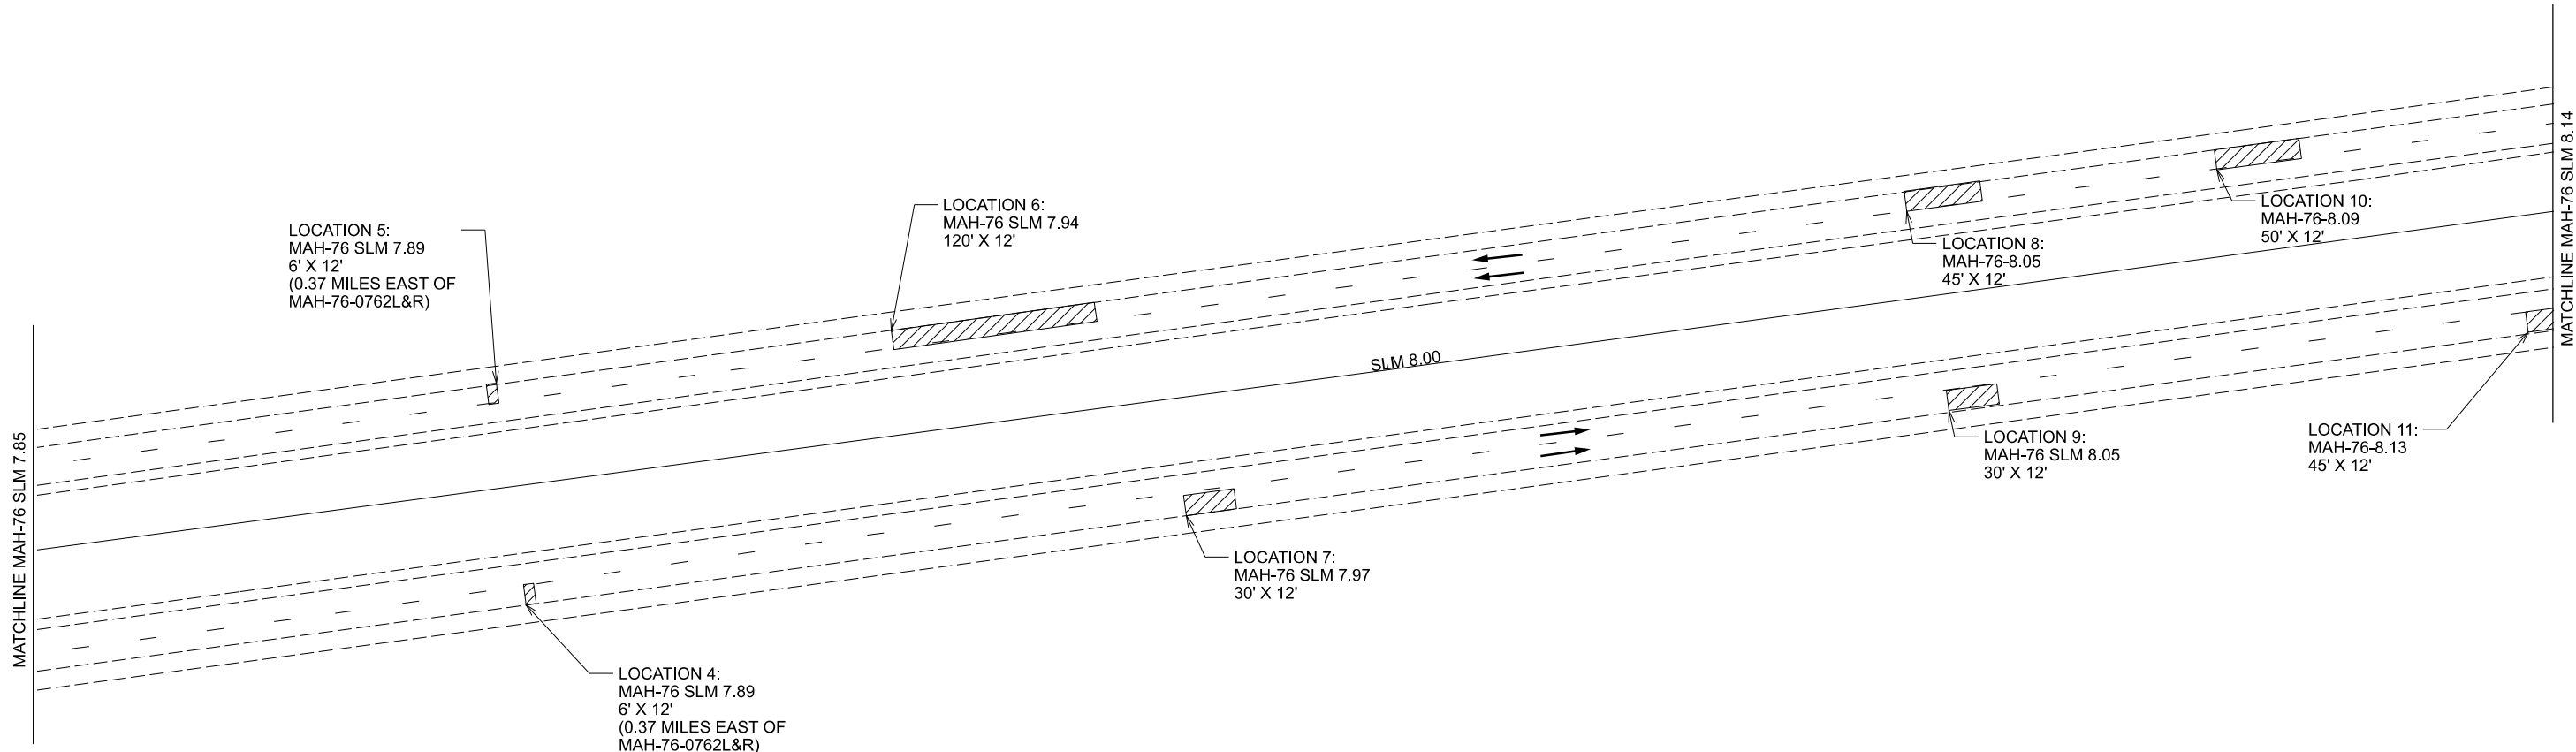 MATCHLINE MAH-76 SLM 7.85
LOCATION 5:
MAH-76 SLM 7.89
6' X 12'
(0.37 MILES EAST OF
MAH-76-0762L&R)
LOCATION 4:
MAH-76 SLM 7.89
6' X 12'
(0.37 MILES EAST OF
MAH-76-0762L&R)
LOCATION 6:
MAH-76 SLM 7.94
120' X 12'
LOCATION 7:
MAH-76 SLM 7.97
30' X 12'
SLM 8.00
LOCATION 8:
MAH-76-8.05
45' X 12'
LOCATION 9:
MAH-76 SLM 8.05
30' X 12'
LOCATION 10:
MAH-76-8.09
50' X 12'
LOCATION 11:
MAH-76-8.13
45' X 12'
MATCHLINE MAH-76 SLM 8.14